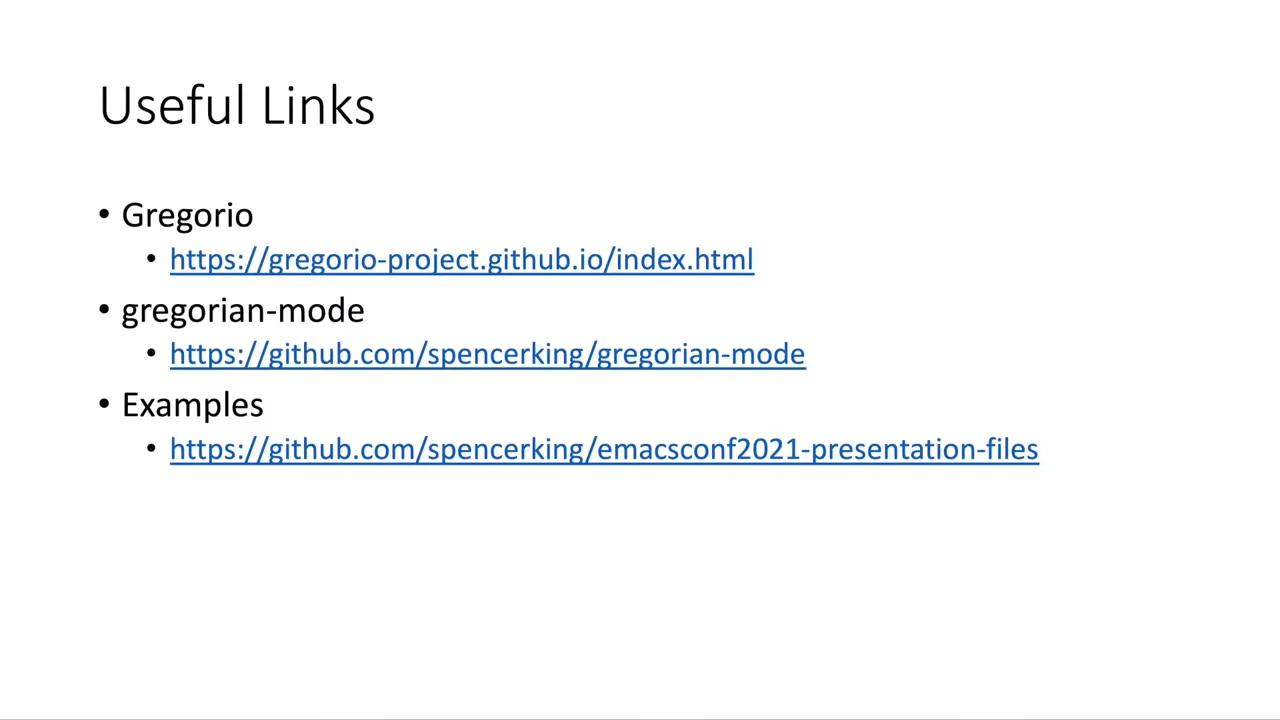 Useful Links
• Gregorio
• https://gregorio-project.github.io/index.html
• gregorian-mode
• https://github.com/spencerking/gregorian-mode
• Examples
• https://github.com/spencerking/emacsconf2021-presentation-files